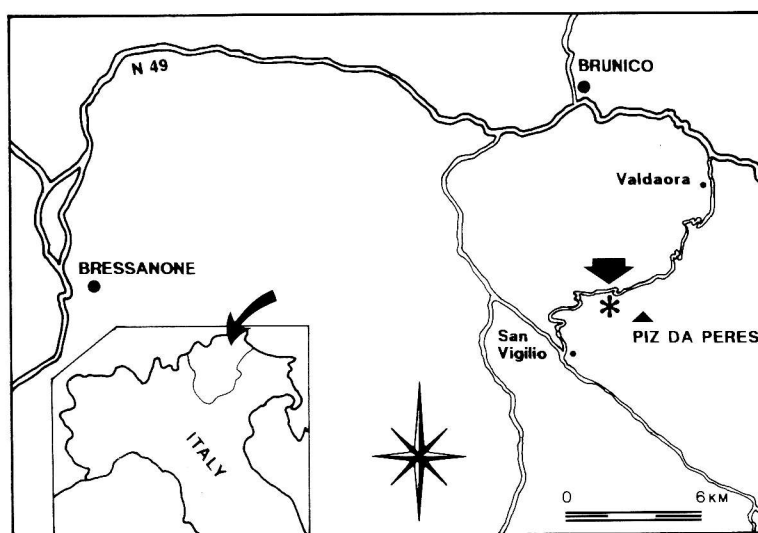 N 49
BRUNICO
Valdaora
BRESSANONE
San
Vigilio
PIZ DA PERES
ITALY
0 6 KM